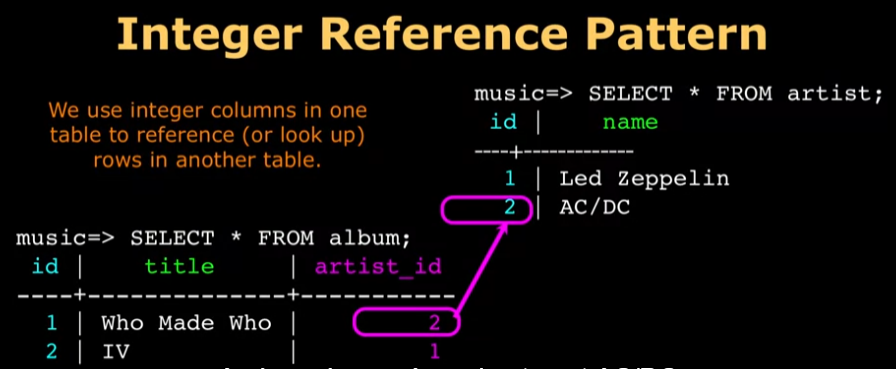 Integer Reference Pattern
We use integer columns in one
table to reference (or look up)
rows in another table.
music=> SELECT * FROM artist;
id | name
----+-------------
1 | Led Zeppelin
2 | AC/DC
music=> SELECT * FROM album;
id | title | artist_id
----+--------------+-----------
1 | Who Made Who | 2
2 | IV | 1